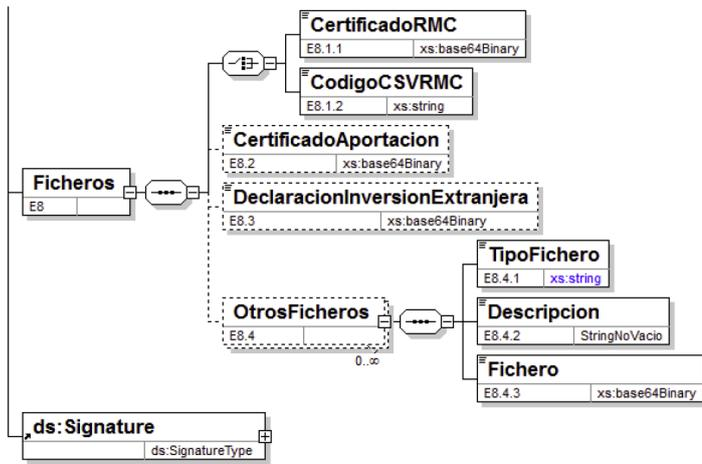 CertificadoRMC
E8.1.1 xs:base64Binary
CodigoCSVRMC
E8.1.2 xs:string
CertificadoAportacion
E8.2 xs:base64Binary
Ficheros
E8
DeclaracionInversionExtranjera
E8.3 xs:base64Binary
TipoFichero
E8.4.1 xs:string
OtrosFicheros
E8.4
0..∞
Descripcion
E8.4.2 StringNoVacio
Fichero
E8.4.3 xs:base64Binary
ds:Signature
ds:SignatureType